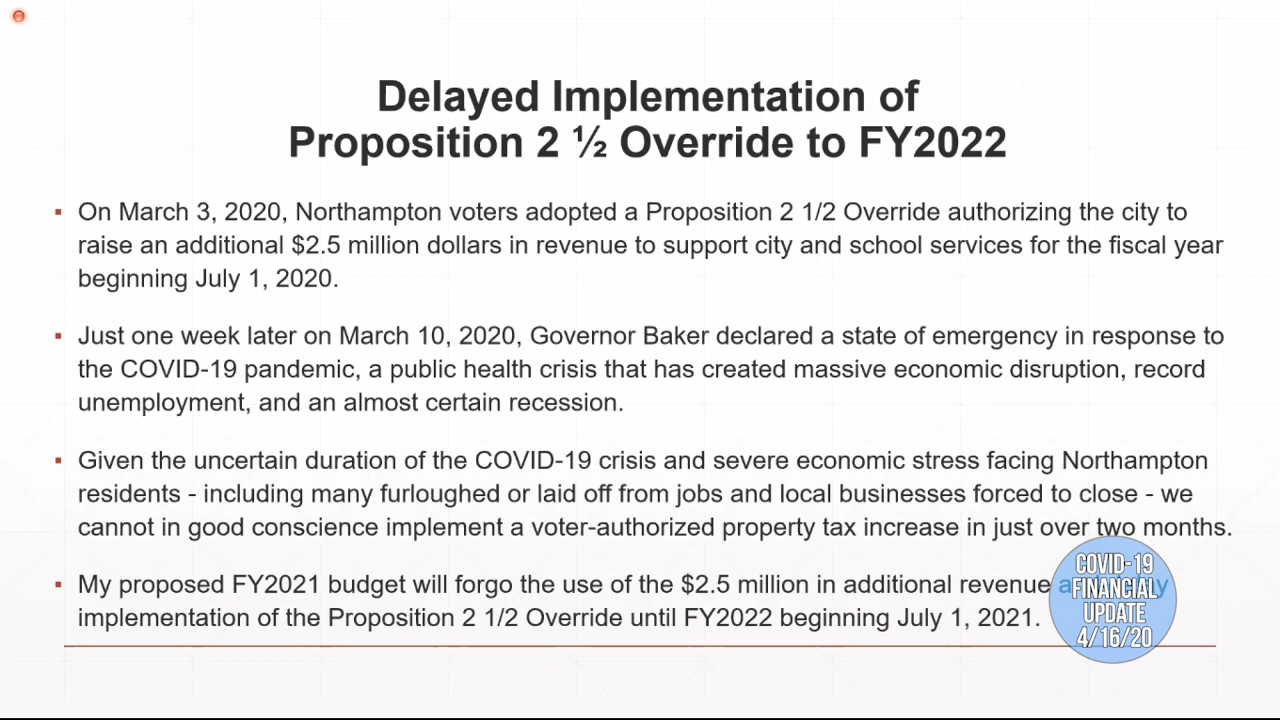 Delayed Implementation of
Proposition 2 ½ Override to FY2022
▪ On March 3, 2020, Northampton voters adopted a Proposition 2 1/2 Override authorizing the city to
raise an additional $2.5 million dollars in revenue to support city and school services for the fiscal year
beginning July 1, 2020.
▪ Just one week later on March 10, 2020, Governor Baker declared a state of emergency in response to
the COVID-19 pandemic, a public health crisis that has created massive economic disruption, record
unemployment, and an almost certain recession.
▪ Given the uncertain duration of the COVID-19 crisis and severe economic stress facing Northampton
residents - including many furloughed or laid off from jobs and local businesses forced to close - we
cannot in good conscience implement a voter-authorized property tax increase in just over two months.
▪ My proposed FY2021 budget will forgo the use of the $2.5 million in additional revenue
implementation of the Proposition 2 1/2 Override until FY2022 beginning July 1, 2021.
COVID-19
FINANCIAL
UPDATE
4/16/20